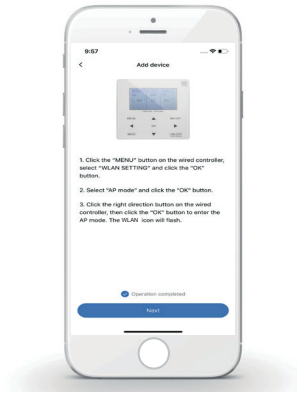 9:57
Add device
1. Click the "MENU" button on the wired controller,
select "WLAN SETTING" and click the "OK"
button.
2. Select "AP mode" and click the "OK" button.
3. Click the right direction button on the wired
controller, then click the "OK" button to enter the
AP mode. The WLAN icon will flash.
Operation completed
Next